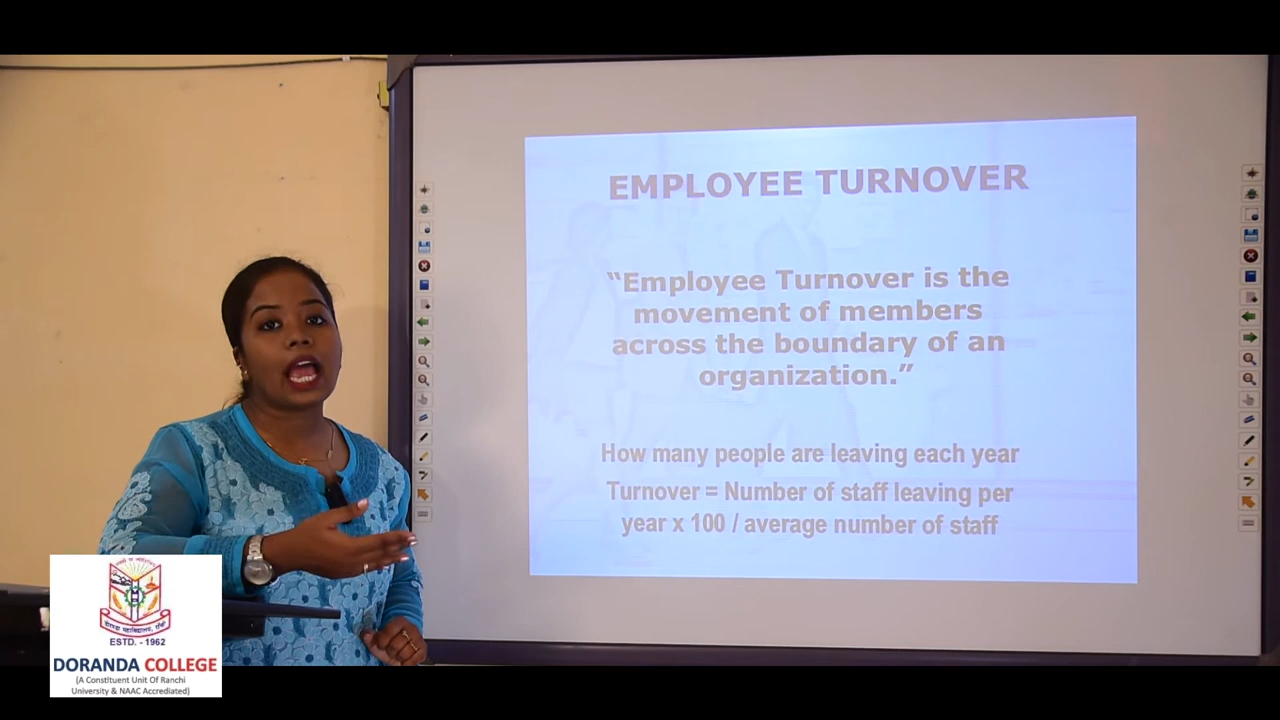 EMPLOYEE TURNOVER
“Employee Turnover is the
movement of members
across the boundary of an
organization.”
How many people are leaving each year
Turnover = Number of staff leaving per
year x 100 / average number of staff
ESTD. - 1962
DORANDA COLLEGE
(A Constituent Unit Of Ranchi
University & NAAC Accredited)